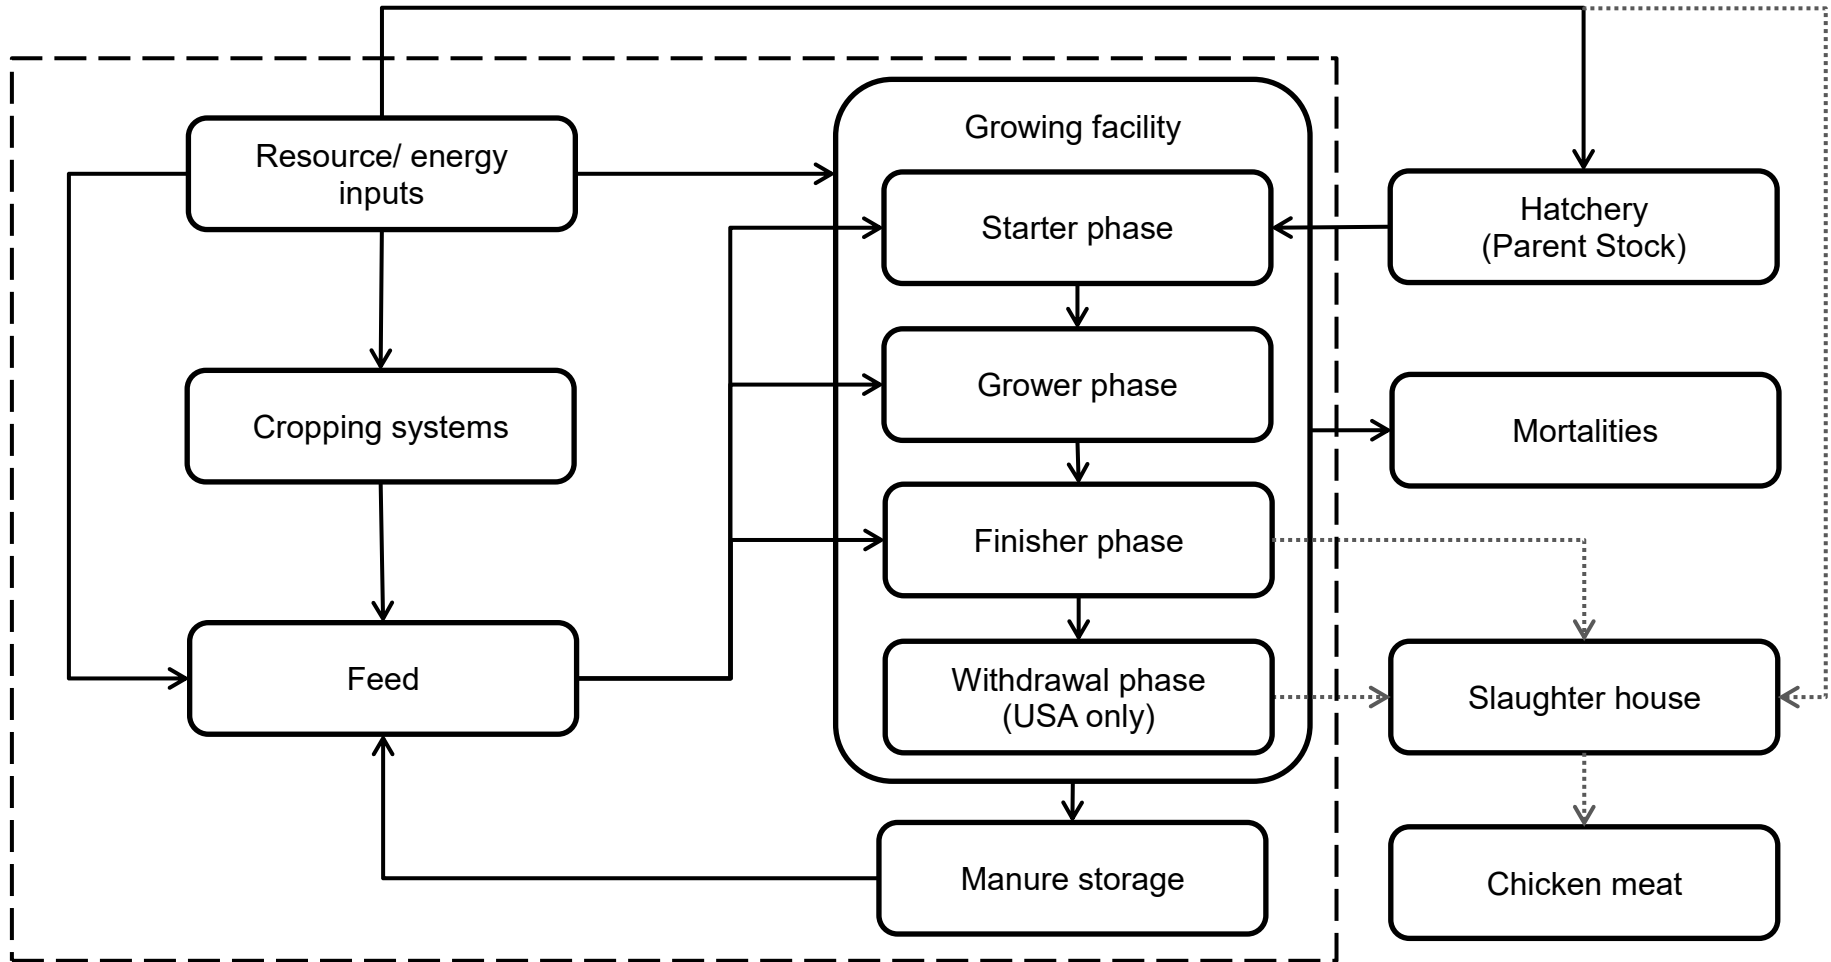 Resource/ energy
inputs
Cropping systems
Feed
Growing facility
Starter phase
Grower phase
Finisher phase
Withdrawal phase
(USA only)
Manure storage
Hatchery
(Parent Stock)
Mortalities
Slaughter house
Chicken meat